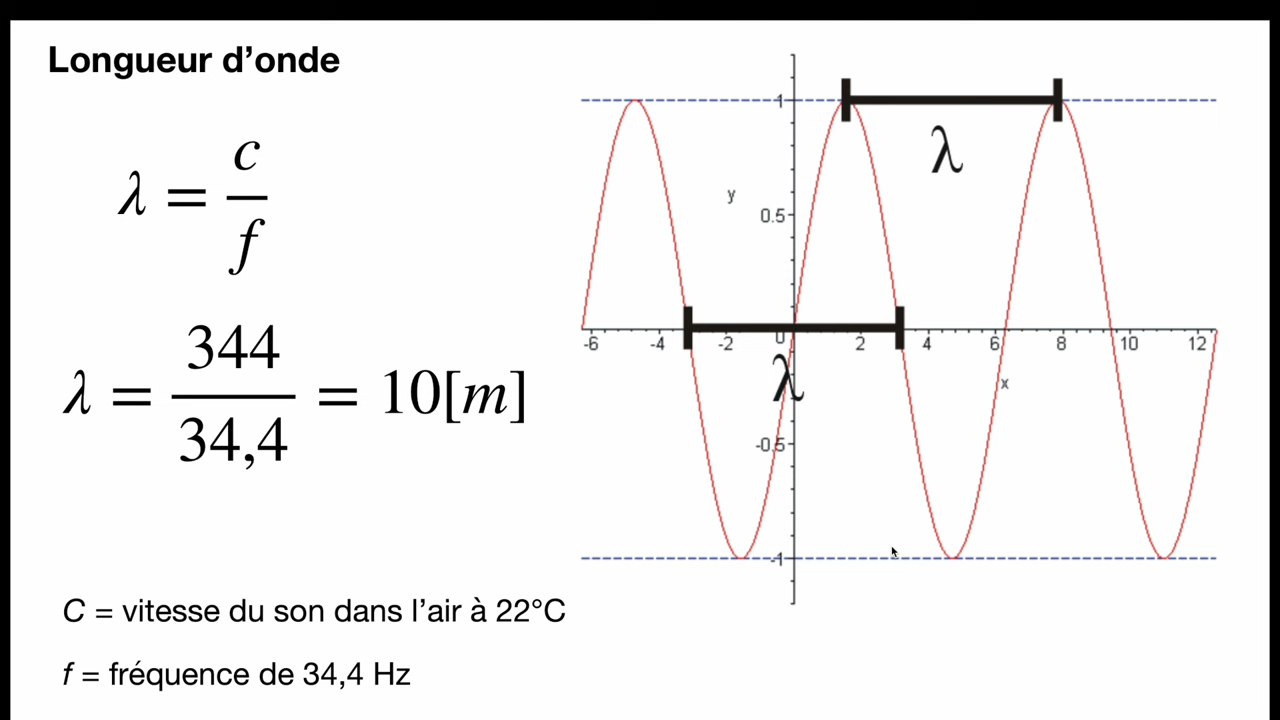 Longueur d’onde
λ = c/f
λ = 344/34,4 = 10[m]
C = vitesse du son dans l’air à 22°C
f = fréquence de 34,4 Hz
1
λ
y
0.5
-6 -4 -2 0 2 4 6 8 10 12
λ
x
-0.5
-1